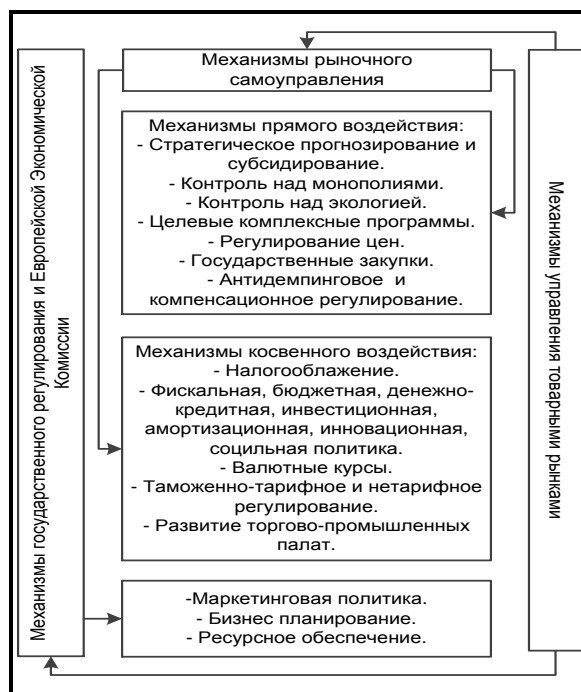 Механизмы государственного регулирования и Европейской Экономической
Комиссии
Механизмы рыночного
самоуправления
Механизмы прямого воздействия:
- Стратегическое прогнозирование и
субсидирование.
- Контроль над монополиями.
- Контроль над экологией.
- Целевые комплексные программы.
- Регулирование цен.
- Государственные закупки.
- Антидемпинговое и
компенсационное регулирование.
Механизмы косвенного воздействия:
- Налогооблажение.
- Фискальная, бюджетная, денежно-
кредитная, инвестиционная,
амортизационная, инновационная,
социльная политика.
- Валютные курсы.
- Таможенно-тарифное и нетарифное
регулирование.
- Развитие торгово-промышленных
палат.
-Маркетинговая политика.
- Бизнес планирование.
- Ресурсное обеспечение.
Механизмы управления товарными рынками